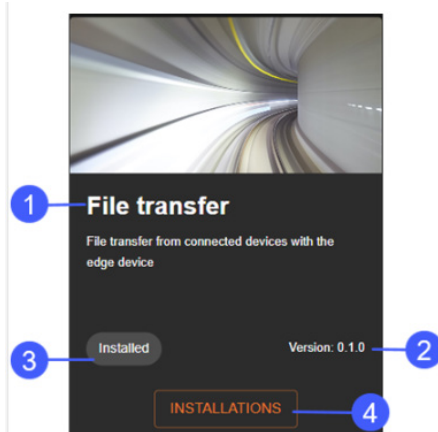 1
File transfer
File transfer from connected devices with the
edge device
3
Installed
Version: 0.1.0
2
INSTALLATIONS
4